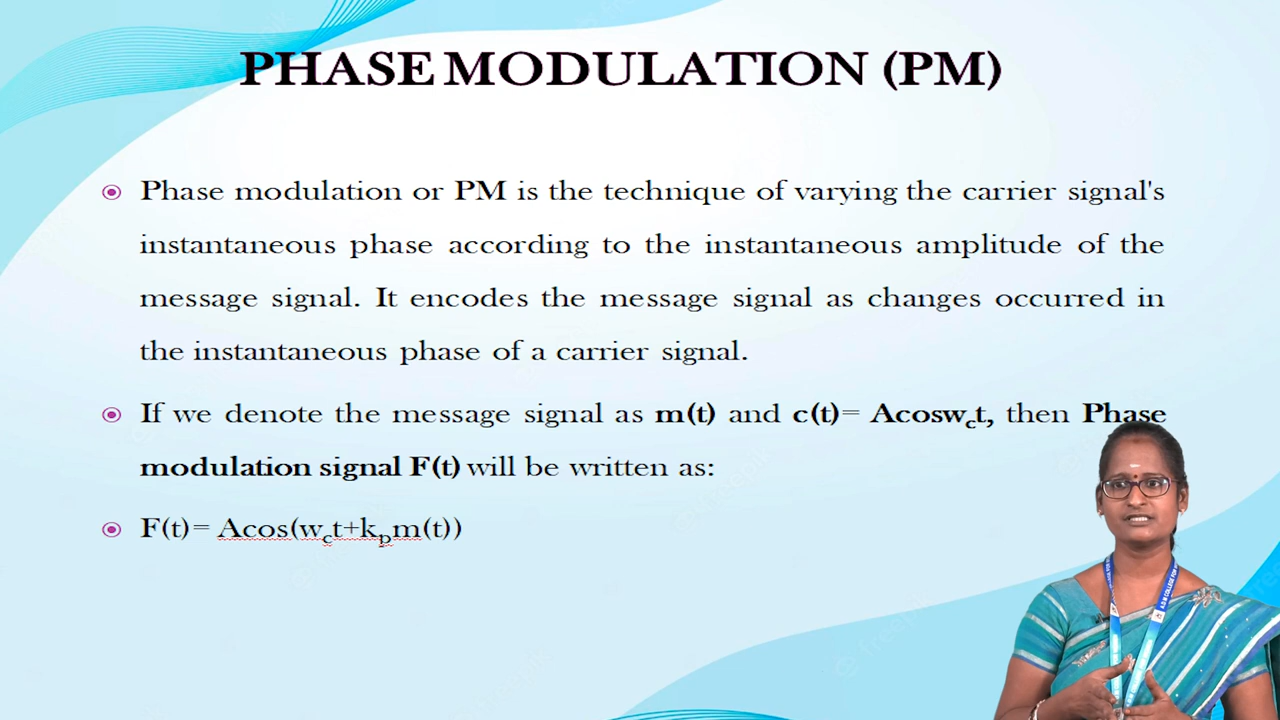 PHASE MODULATION (PM)
Phase modulation or PM is the technique of varying the carrier signal's
instantaneous phase according to the instantaneous amplitude of the
message signal. It encodes the message signal as changes occurred in
the instantaneous phase of a carrier signal.
If we denote the message signal as m(t) and c(t)= Acosw꜀t, then Phase
modulation signal F(t) will be written as:
F(t)= Acos(w꜀t+kₚm(t))